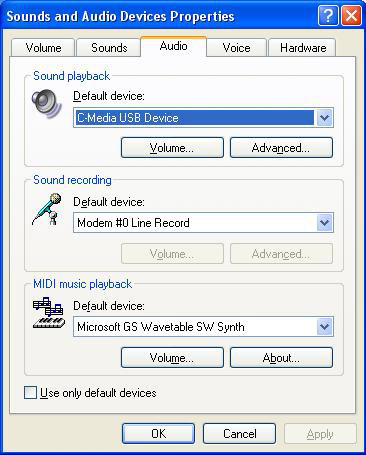 Sounds and Audio Devices Properties
Volume Sounds Audio Voice Hardware
Sound playback
Default device:
C-Media USB Device
Volume... Advanced...
Sound recording
Default device:
Modem #0 Line Record
Volume... Advanced...
MIDI music playback
Default device:
Microsoft GS Wavetable SW Synth
Volume... About...
Use only default devices
OK Cancel Apply